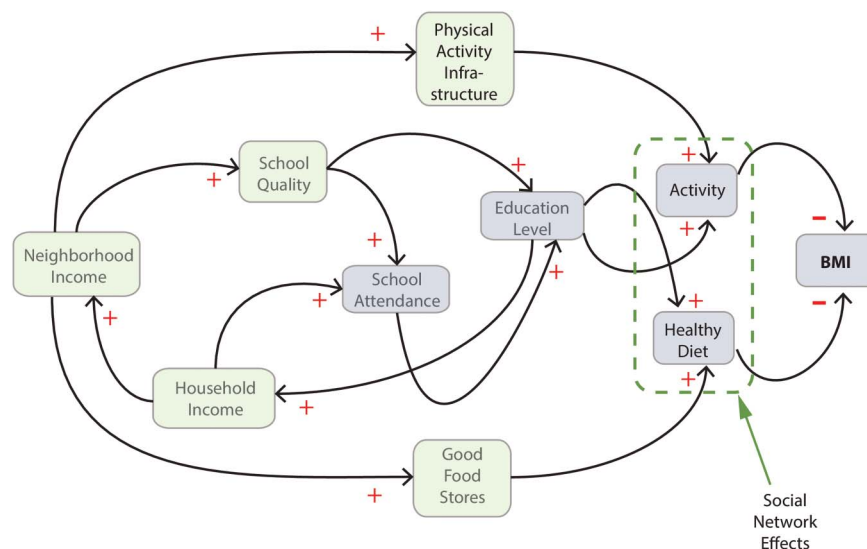 +
Physical
Activity
Infra-
structure
School
Quality
+
+
+
Activity
+
Education
Level
+
-
BMI
Neighborhood
Income
+
School
Attendance
+
+
+
+
-
Healthy
Diet
+
Household
Income
+
Good
Food
Stores
+
Social
Network
Effects